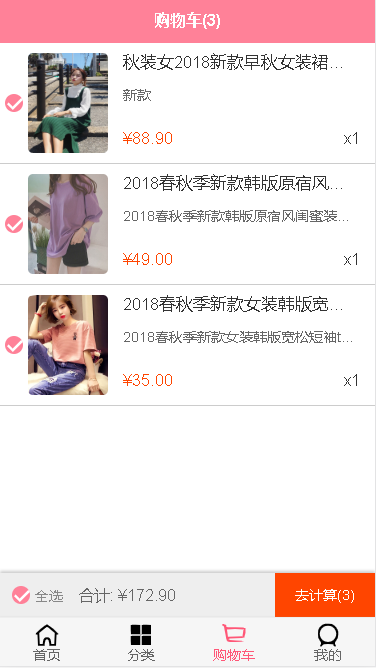 购物车(3)
秋装女2018新款早秋女装裙...
新款
¥88.90 x1
2018春秋季新款韩版原宿风...
2018春秋季新款韩版原宿风闺蜜装...
¥49.00 x1
2018春秋季新款女装韩版宽...
2018春秋季新款女装韩版宽松短袖t...
¥35.00 x1
全选 合计: ¥172.90 去计算(3)
首页 分类 购物车 我的